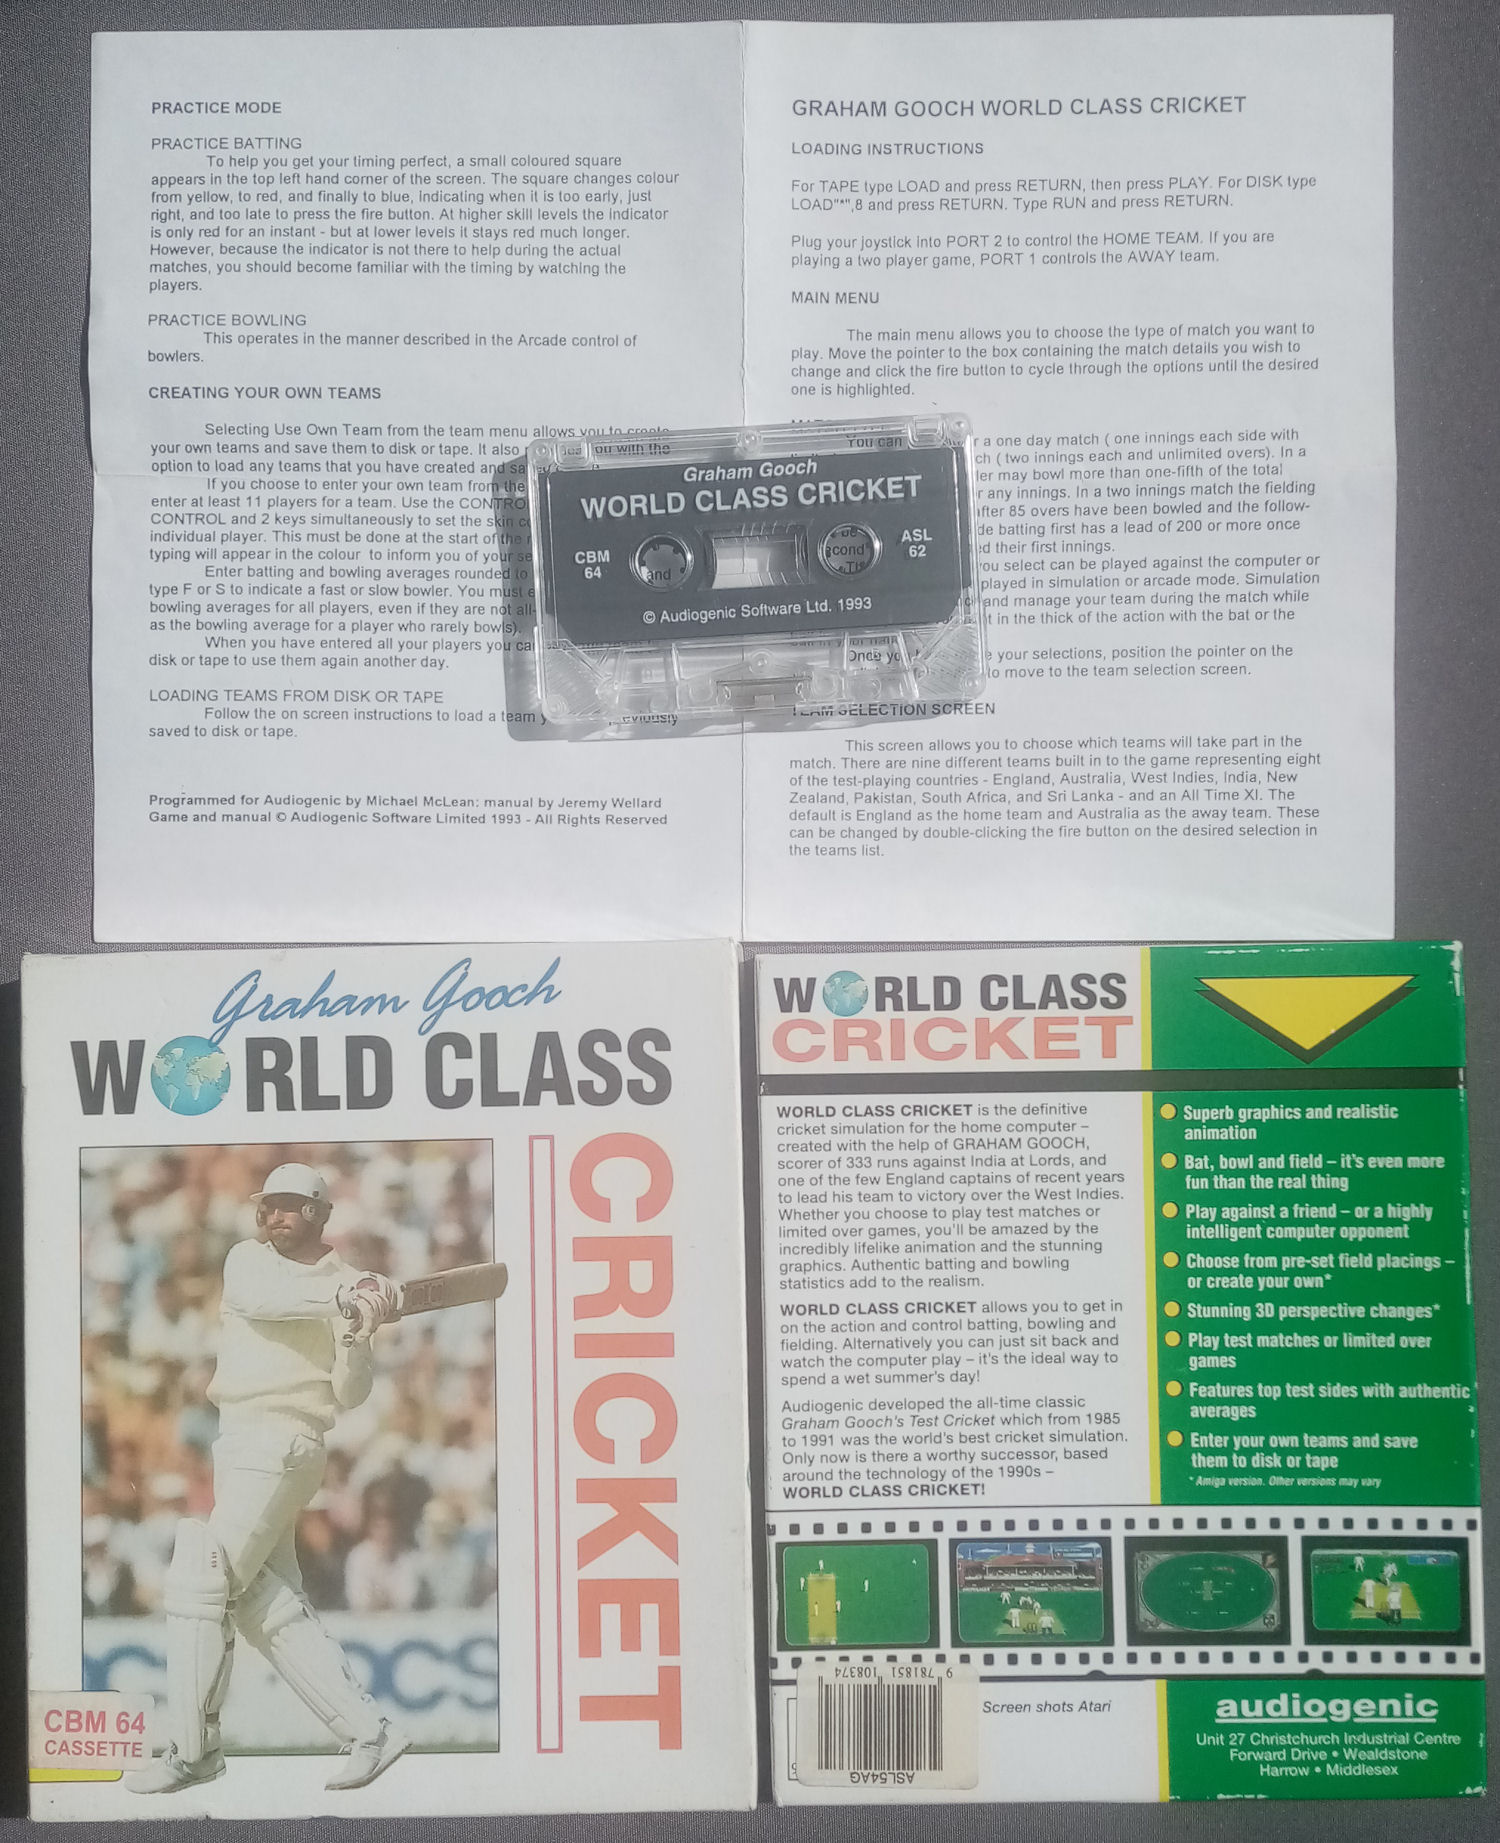 PRACTICE MODE
PRACTICE BATTING
To help you get your timing perfect, a small coloured square
appears in the top left hand corner of the screen. The square changes colour
from yellow, to red, and finally to blue, indicating when it is too early, just
right, and too late to press the fire button. At higher skill levels the indicator
is only red for an instant - but at lower levels it stays red much longer.
However, because the indicator is not there to help during the actual
matches, you should become familiar with the timing by watching the
players.
PRACTICE BOWLING
This operates in the manner described in the Arcade control of
bowlers.
CREATING YOUR OWN TEAMS
Selecting Use Own Team from the team menu allows you to create
your own teams and save them to disk or tape. It also you with the
option to load any teams that you have created and
If you choose to enter your own team from the
enter at least 11 players for a team. Use the
CONTROL and 2 keys simultaneously to set the skin
individual player. This must be done at the start of the
typing will appear in the colour to inform you of your
Enter batting and bowling averages rounded to
type F or S to indicate a fast or slow bowler. You must
bowling averages for all players, even if they are not all-
as the bowling average for a player who rarely bowls).
When you have entered all your players you can
disk or tape to use them again another day.
LOADING TEAMS FROM DISK OR TAPE
Follow the on screen instructions to load a team
saved to disk or tape.
Programmed for Audiogenic by Michael McLean: manual by Jeremy Wellard
Game and manual © Audiogenic Software Limited 1993 - All Rights Reserved
GRAHAM GOOCH WORLD CLASS CRICKET
LOADING INSTRUCTIONS
For TAPE type LOAD and press RETURN, then press PLAY. For DISK type
LOAD"*",8 and press RETURN. Type RUN and press RETURN.
Plug your joystick into PORT 2 to control the HOME TEAM. If you are
playing a two player game, PORT 1 controls the AWAY team.
MAIN MENU
The main menu allows you to choose the type of match you want to
play. Move the pointer to the box containing the match details you wish to
change and click the fire button to cycle through the options until the desired
one is highlighted.
You can a one day match ( one innings each side with
( two innings each and unlimited overs). In a
may bowl more than one-fifth of the total
any innings. In a two innings match the fielding
after 85 overs have been bowled and the follow-
batting first has a lead of 200 or more once
their first innings.
you select can be played against the computer or
played in simulation or arcade mode. Simulation
and manage your team during the match while
in the thick of the action with the bat or the
Once your selections, position the pointer on the
to move to the team selection screen.
TEAM SELECTION SCREEN
This screen allows you to choose which teams will take part in the
match. There are nine different teams built in to the game representing eight
of the test-playing countries - England, Australia, West Indies, India, New
Zealand, Pakistan, South Africa, and Sri Lanka - and an All Time XI. The
default is England as the home team and Australia as the away team. These
can be changed by double-clicking the fire button on the desired selection in
the teams list.
Graham Gooch
WORLD CLASS CRICKET
CBM
64
ASL
62
© Audiogenic Software Ltd. 1993
Graham Gooch
WORLD CLASS
CRICKET
CBM 64
CASSETTE
WORLD CLASS
CRICKET
WORLD CLASS CRICKET is the definitive
cricket simulation for the home computer –
created with the help of GRAHAM GOOCH,
scorer of 333 runs against India at Lords, and
one of the few England captains of recent years
to lead his team to victory over the West Indies.
Whether you choose to play test matches or
limited over games, you'll be amazed by the
incredibly lifelike animation and the stunning
graphics. Authentic batting and bowling
statistics add to the realism.
WORLD CLASS CRICKET allows you to get in
on the action and control batting, bowling and
fielding. Alternatively you can just sit back and
watch the computer play – it's the ideal way to
spend a wet summer's day!
Audiogenic developed the all-time classic
Graham Gooch's Test Cricket which from 1985
to 1991 was the world's best cricket simulation.
Only now is there a worthy successor, based
around the technology of the 1990s –
WORLD CLASS CRICKET!
Superb graphics and realistic
animation
Bat, bowl and field – it's even more
fun than the real thing
Play against a friend – or a highly
intelligent computer opponent
Choose from pre-set field placings –
or create your own*
Stunning 3D perspective changes*
Play test matches or limited over
games
Features top test sides with authentic
averages
Enter your own teams and save
them to disk or tape
* Amiga version. Other versions may vary
9 781851 108374
ASL54AG
Screen shots Atari
audiogenic
Unit 27 Christchurch Industrial Centre
Forward Drive • Wealdstone
Harrow • Middlesex